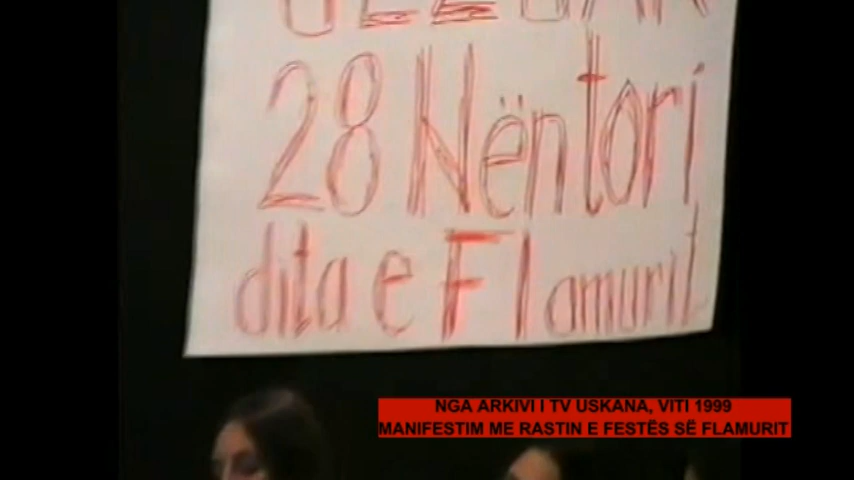 28 Nëntori
dita e Flamurit
NGA ARKIVI I TV USKANA, VITI 1999
MANIFESTIM ME RASTIN E FESTËS SË FLAMURIT